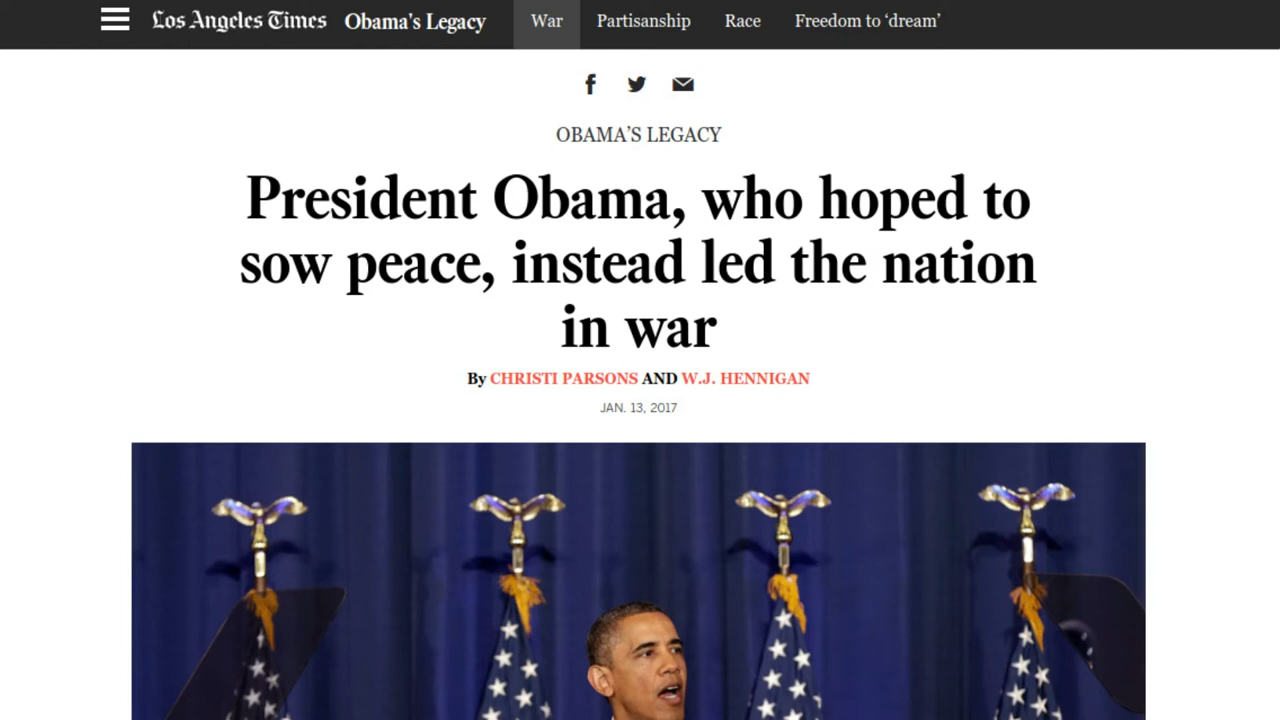 Los Angeles Times Obama's Legacy War Partisanship Race Freedom to ‘dream’
OBAMA’S LEGACY
President Obama, who hoped to
sow peace, instead led the nation
in war
By CHRISTI PARSONS AND W.J. HENNIGAN
JAN. 13, 2017